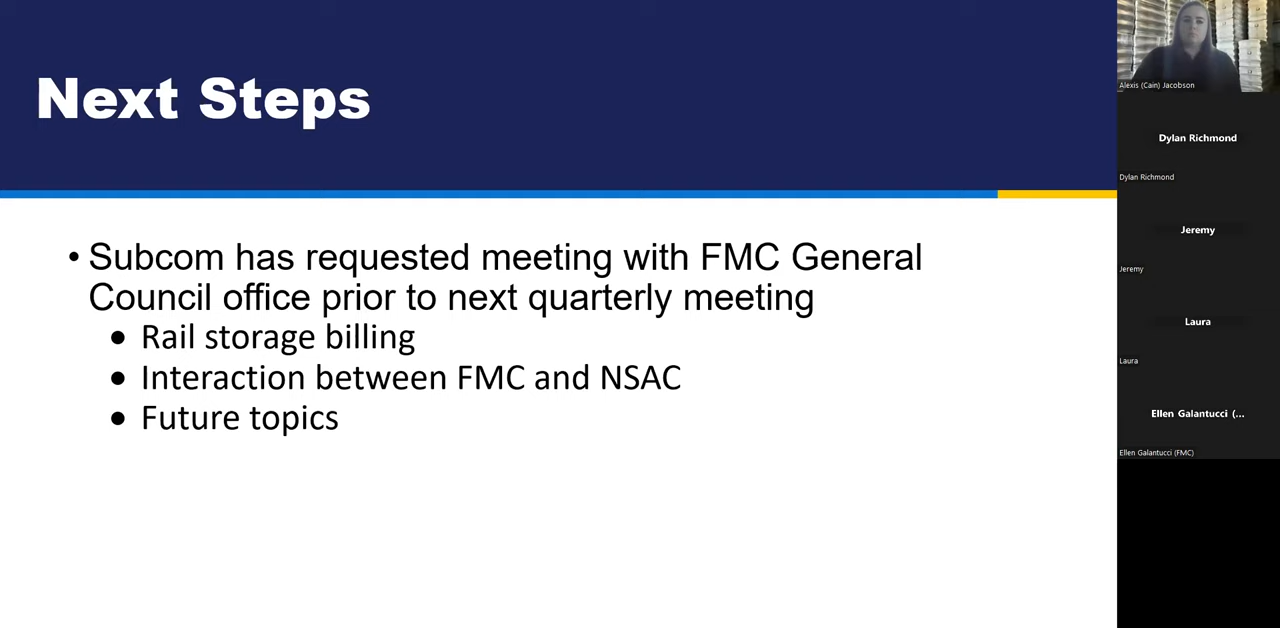 Next Steps
• Subcom has requested meeting with FMC General
Council office prior to next quarterly meeting
● Rail storage billing
● Interaction between FMC and NSAC
● Future topics
Alexis (Cain) Jacobson
Dylan Richmond
Dylan Richmond
Jeremy
Jeremy
Laura
Laura
Ellen Galantucci (...
Ellen Galantucci (FMC)